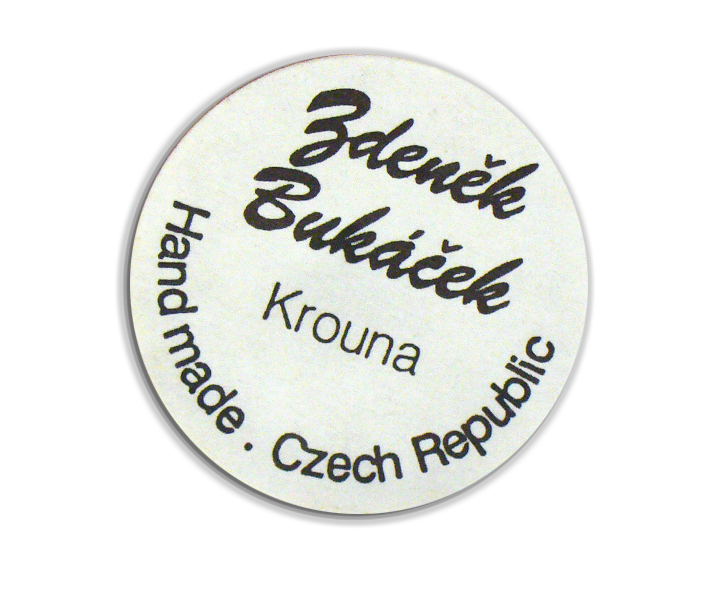 Zdeněk
Bukáček
Krouna
Hand made . Czech Republic